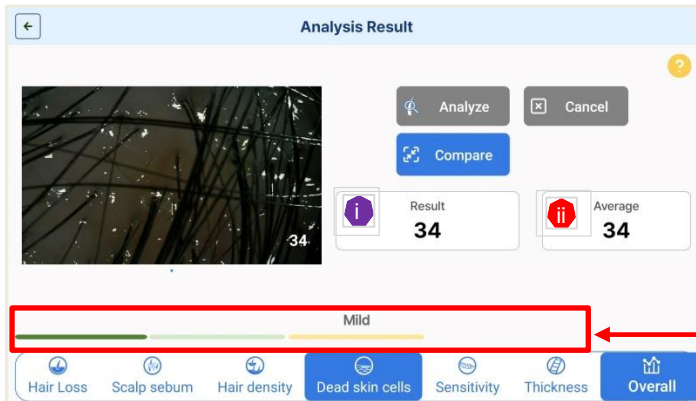 Analysis Result
?
Analyze
Cancel
Compare
i
Result
34
ii
Average
34
34
Mild
Hair Loss
Scalp sebum
Hair density
Dead skin cells
Sensitivity
Thickness
Overall